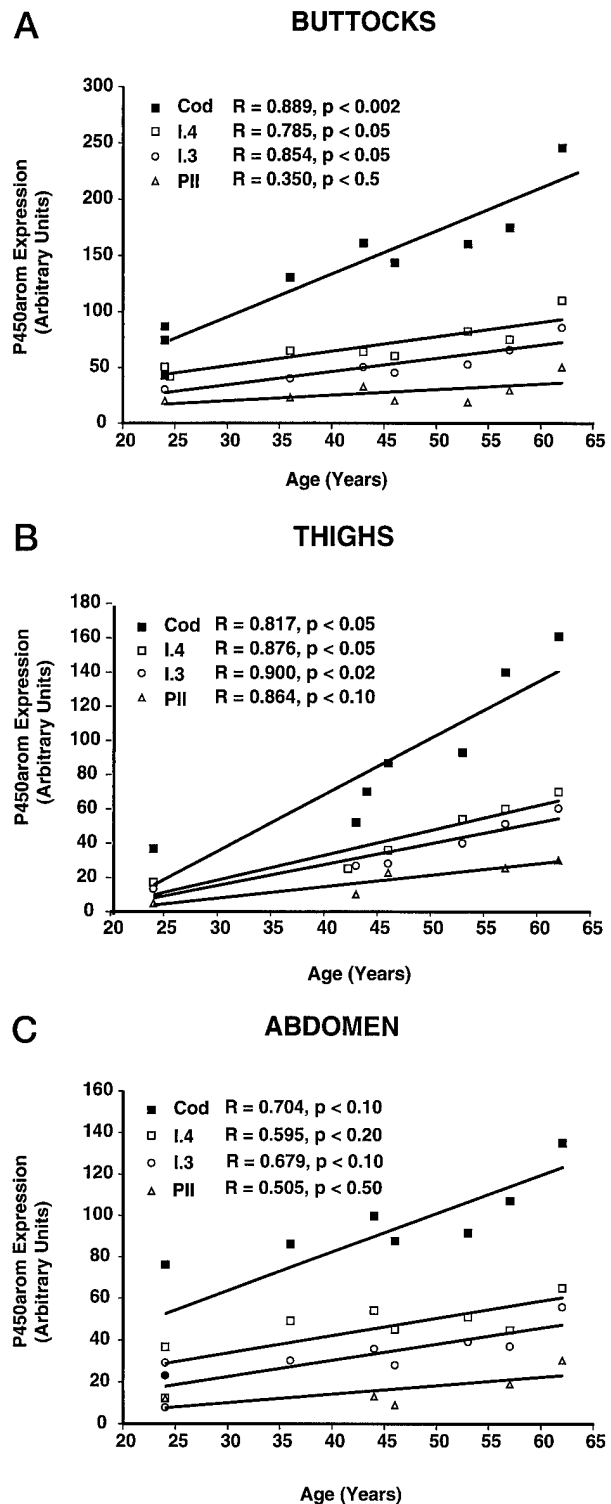 A
BUTTOCKS
300
250
200
150
100
50
0
P450arom Expression
(Arbitrary Units)
Cod R = 0.889, p < 0.002
I.4 R = 0.785, p < 0.05
I.3 R = 0.854, p < 0.05
PII R = 0.350, p < 0.5
20 25 30 35 40 45 50 55 60 65
Age (Years)
B
THIGHS
180
160
140
120
100
80
60
40
20
0
P450arom Expression
(Arbitrary Units)
Cod R = 0.817, p < 0.05
I.4 R = 0.876, p < 0.05
I.3 R = 0.900, p < 0.02
PII R = 0.864, p < 0.10
20 25 30 35 40 45 50 55 60 65
Age (Years)
C
ABDOMEN
160
140
120
100
80
60
40
20
0
P450arom Expression
(Arbitrary Units)
Cod R = 0.704, p < 0.10
I.4 R = 0.595, p < 0.20
I.3 R = 0.679, p < 0.10
PII R = 0.505, p < 0.50
20 25 30 35 40 45 50 55 60 65
Age (Years)